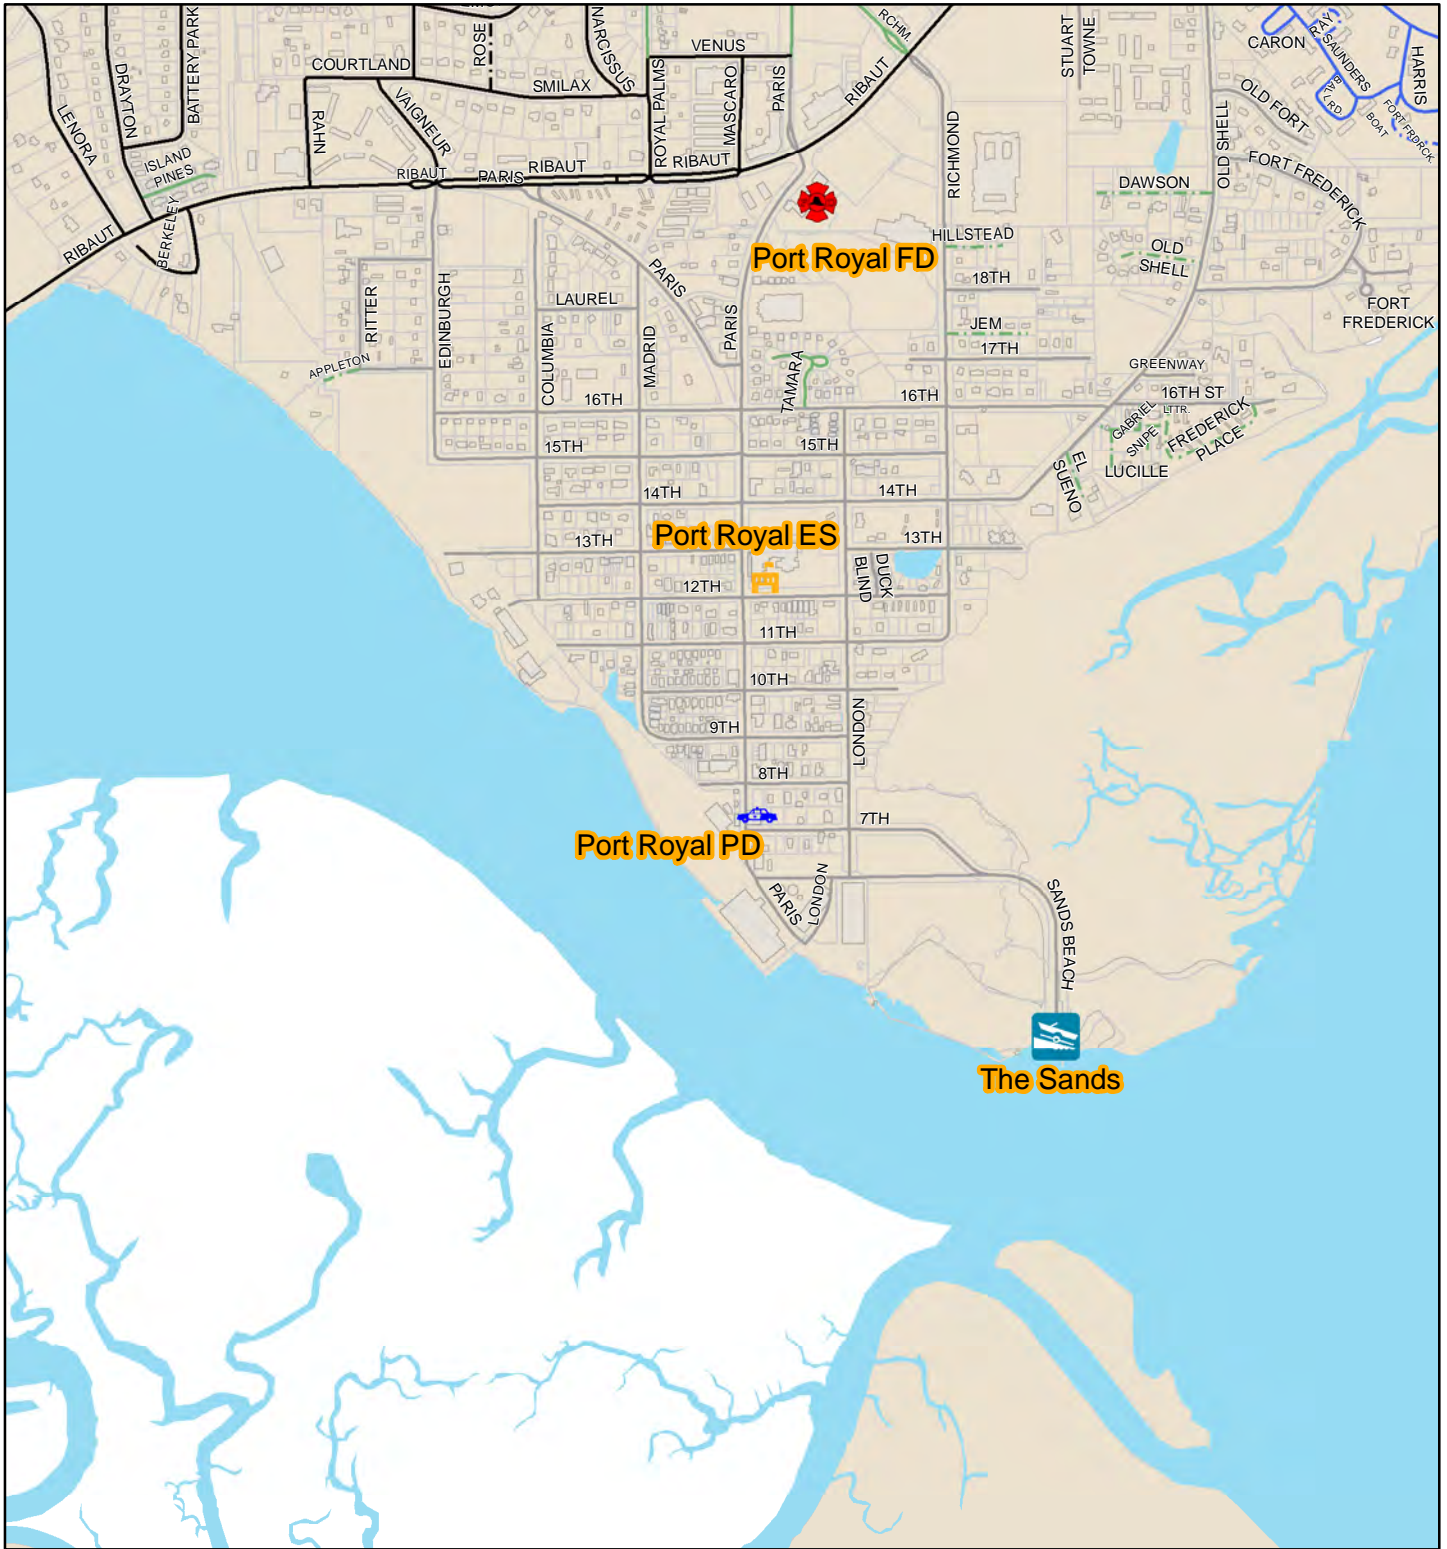 ROSE
NARCISSUS
RCHM.
STUART
TOWNE
CARON
RAY
SAUNDERS
HARRIS
BATTERY PARK
DRAYTON
LENORA
COURTLAND
SMILAX
VENUS
ROYAL PALMS
MASCARO
PARIS
RIBAUT
OLD FORT
BOAT
FORT FRDRCK.
RAHN
VAIGNEUR
OLD SHELL
FORT FREDERICK
ISLAND
PINES
RIBAUT
PARIS
RIBAUT
RIBAUT
RICHMOND
DAWSON
BERKELEY
RIBAUT
HILLSTEAD
OLD
SHELL
Port Royal FD
PARIS
18TH
LAUREL
RITTER
EDINBURGH
COLUMBIA
MADRID
PARIS
JEM
17TH
FORT
FREDERICK
APPLETON
TAMARA
GREENWAY
16TH
16TH
16TH ST
LTTR.
GABRIEL
SNIPE
FREDERICK
PLACE
15TH
15TH
EL
SUENO
LUCILLE
14TH
14TH
Port Royal ES
13TH
13TH
BLIND
DUCK
12TH
11TH
10TH
9TH
LONDON
8TH
7TH
Port Royal PD
PARIS
LONDON
SANDS BEACH
The Sands